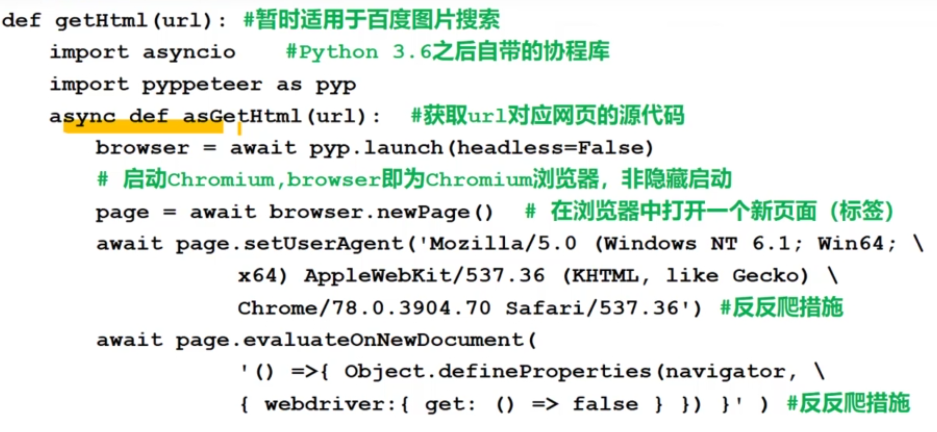 def getHtml(url): #暂时适用于百度图片搜索
import asyncio #Python 3.6之后自带的协程库
import pyppeteer as pyp
async def asGetHtml(url): #获取url对应网页的源代码
browser = await pyp.launch(headless=False)
# 启动Chromium,browser即为Chromium浏览器，非隐藏启动
page = await browser.newPage() # 在浏览器中打开一个新页面（标签）
await page.setUserAgent('Mozilla/5.0 (Windows NT 6.1; Win64; \
x64) AppleWebKit/537.36 (KHTML, like Gecko) \
Chrome/78.0.3904.70 Safari/537.36') #反反爬措施
await page.evaluateOnNewDocument(
'() =>{ Object.defineProperties(navigator, \
{ webdriver:{ get: () => false } }) }' ) #反反爬措施